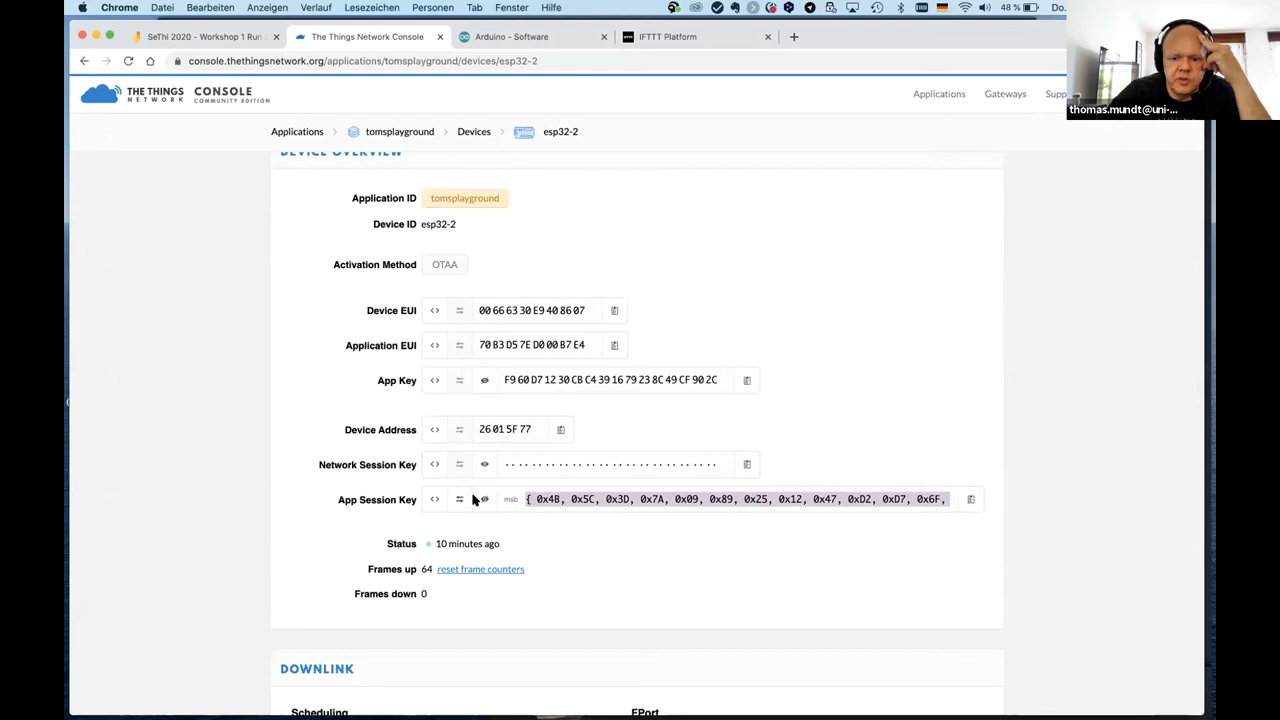 Chrome Datei Bearbeiten Anzeigen Verlauf Lesezeichen Personen Tab Fenster Hilfe 48 % Do.
SeThi 2020 - Workshop 1 Run
The Things Network Console
Arduino - Software
IFTTT Platform
console.thethingsnetwork.org/applications/tomsplayground/devices/esp32-2
THE THINGS NETWORK
CONSOLE
COMMUNITY EDITION
Applications Gateways Supp
thomas.mundt@uni-...
Applications tomsplayground Devices esp32-2
DEVICE OVERVIEW
Application ID tomsplayground
Device ID esp32-2
Activation Method OTAA
Device EUI <> 00 66 63 30 E9 40 86 07
Application EUI <> 70 B3 D5 7E D0 00 B7 E4
App Key <> F9 60 D7 12 30 CB C4 39 16 79 23 8C 49 CF 90 2C
Device Address <> 26 01 5F 77
Network Session Key <>
App Session Key <> msb { 0x4B, 0x5C, 0x3D, 0x7A, 0x09, 0x89, 0x25, 0x12, 0x47, 0xD2, 0xD7, 0x6F,
Status 10 minutes ago
Frames up 64 reset frame counters
Frames down 0
DOWNLINK
Scheduling FPort